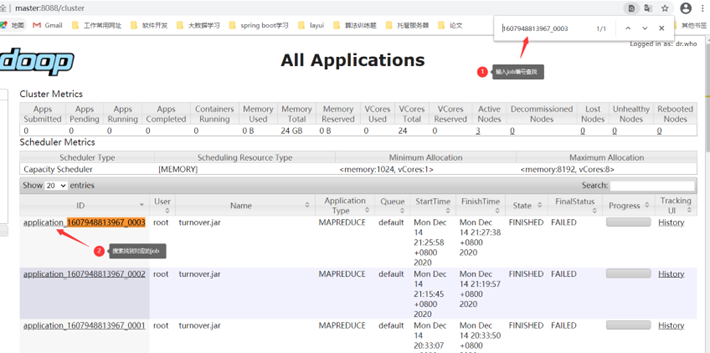 master:8088/cluster
百度 Gmail YouTube 地图 工作常用网址 软件开发 大数据学习 spring boot学习 layui 算法训练题 托管服务器 论文 其他书签
1607948813967_0003 1/1
1/1
Logged in as: dr.who
doop
All Applications
1 输入job编号查找
Cluster Metrics
Apps Submitted Apps Pending Apps Running Apps Completed Containers Running Memory Used Memory Total Memory Reserved VCores Used VCores Total VCores Reserved Active Nodes Decommissioned Nodes Lost Nodes Unhealthy Nodes Rebooted Nodes
0 0 0 0 0 0 B 24 GB 0 B 0 24 0 3 0 0 0 0
Scheduler Metrics
Scheduler Type Scheduling Resource Type Minimum Allocation Maximum Allocation
Capacity Scheduler [MEMORY] <memory:1024, vCores:1> <memory:8192, vCores:8>
Show 20 entries Search:
ID User Name Application Type Queue StartTime FinishTime State FinalStatus Progress Tracking UI
application_1607948813967_0003 root turnover.jar MAPREDUCE default Mon Dec 14 21:25:58 +0800 2020 Mon Dec 14 21:27:38 +0800 2020 FINISHED FAILED History
2 搜索找到对应的job
application_1607948813967_0002 root turnover.jar MAPREDUCE default Mon Dec 14 21:15:45 +0800 2020 Mon Dec 14 21:19:57 +0800 2020 FINISHED FAILED History
application_1607948813967_0001 root turnover.jar MAPREDUCE default Mon Dec 14 20:33:07 Mon Dec 14 20:33:50 +0800 FINISHED FAILED History